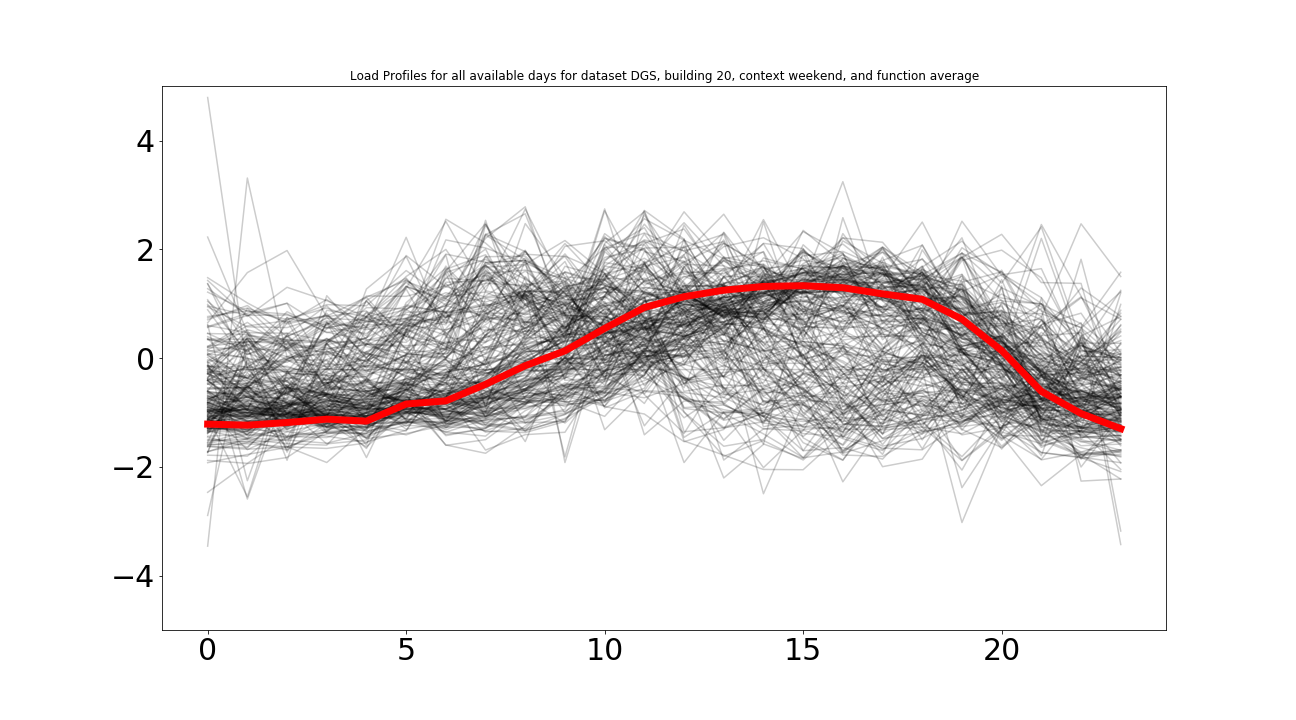 Load Profiles for all available days for dataset DGS, building 20, context weekend, and function average
4
2
0
−2
−4
0 5 10 15 20